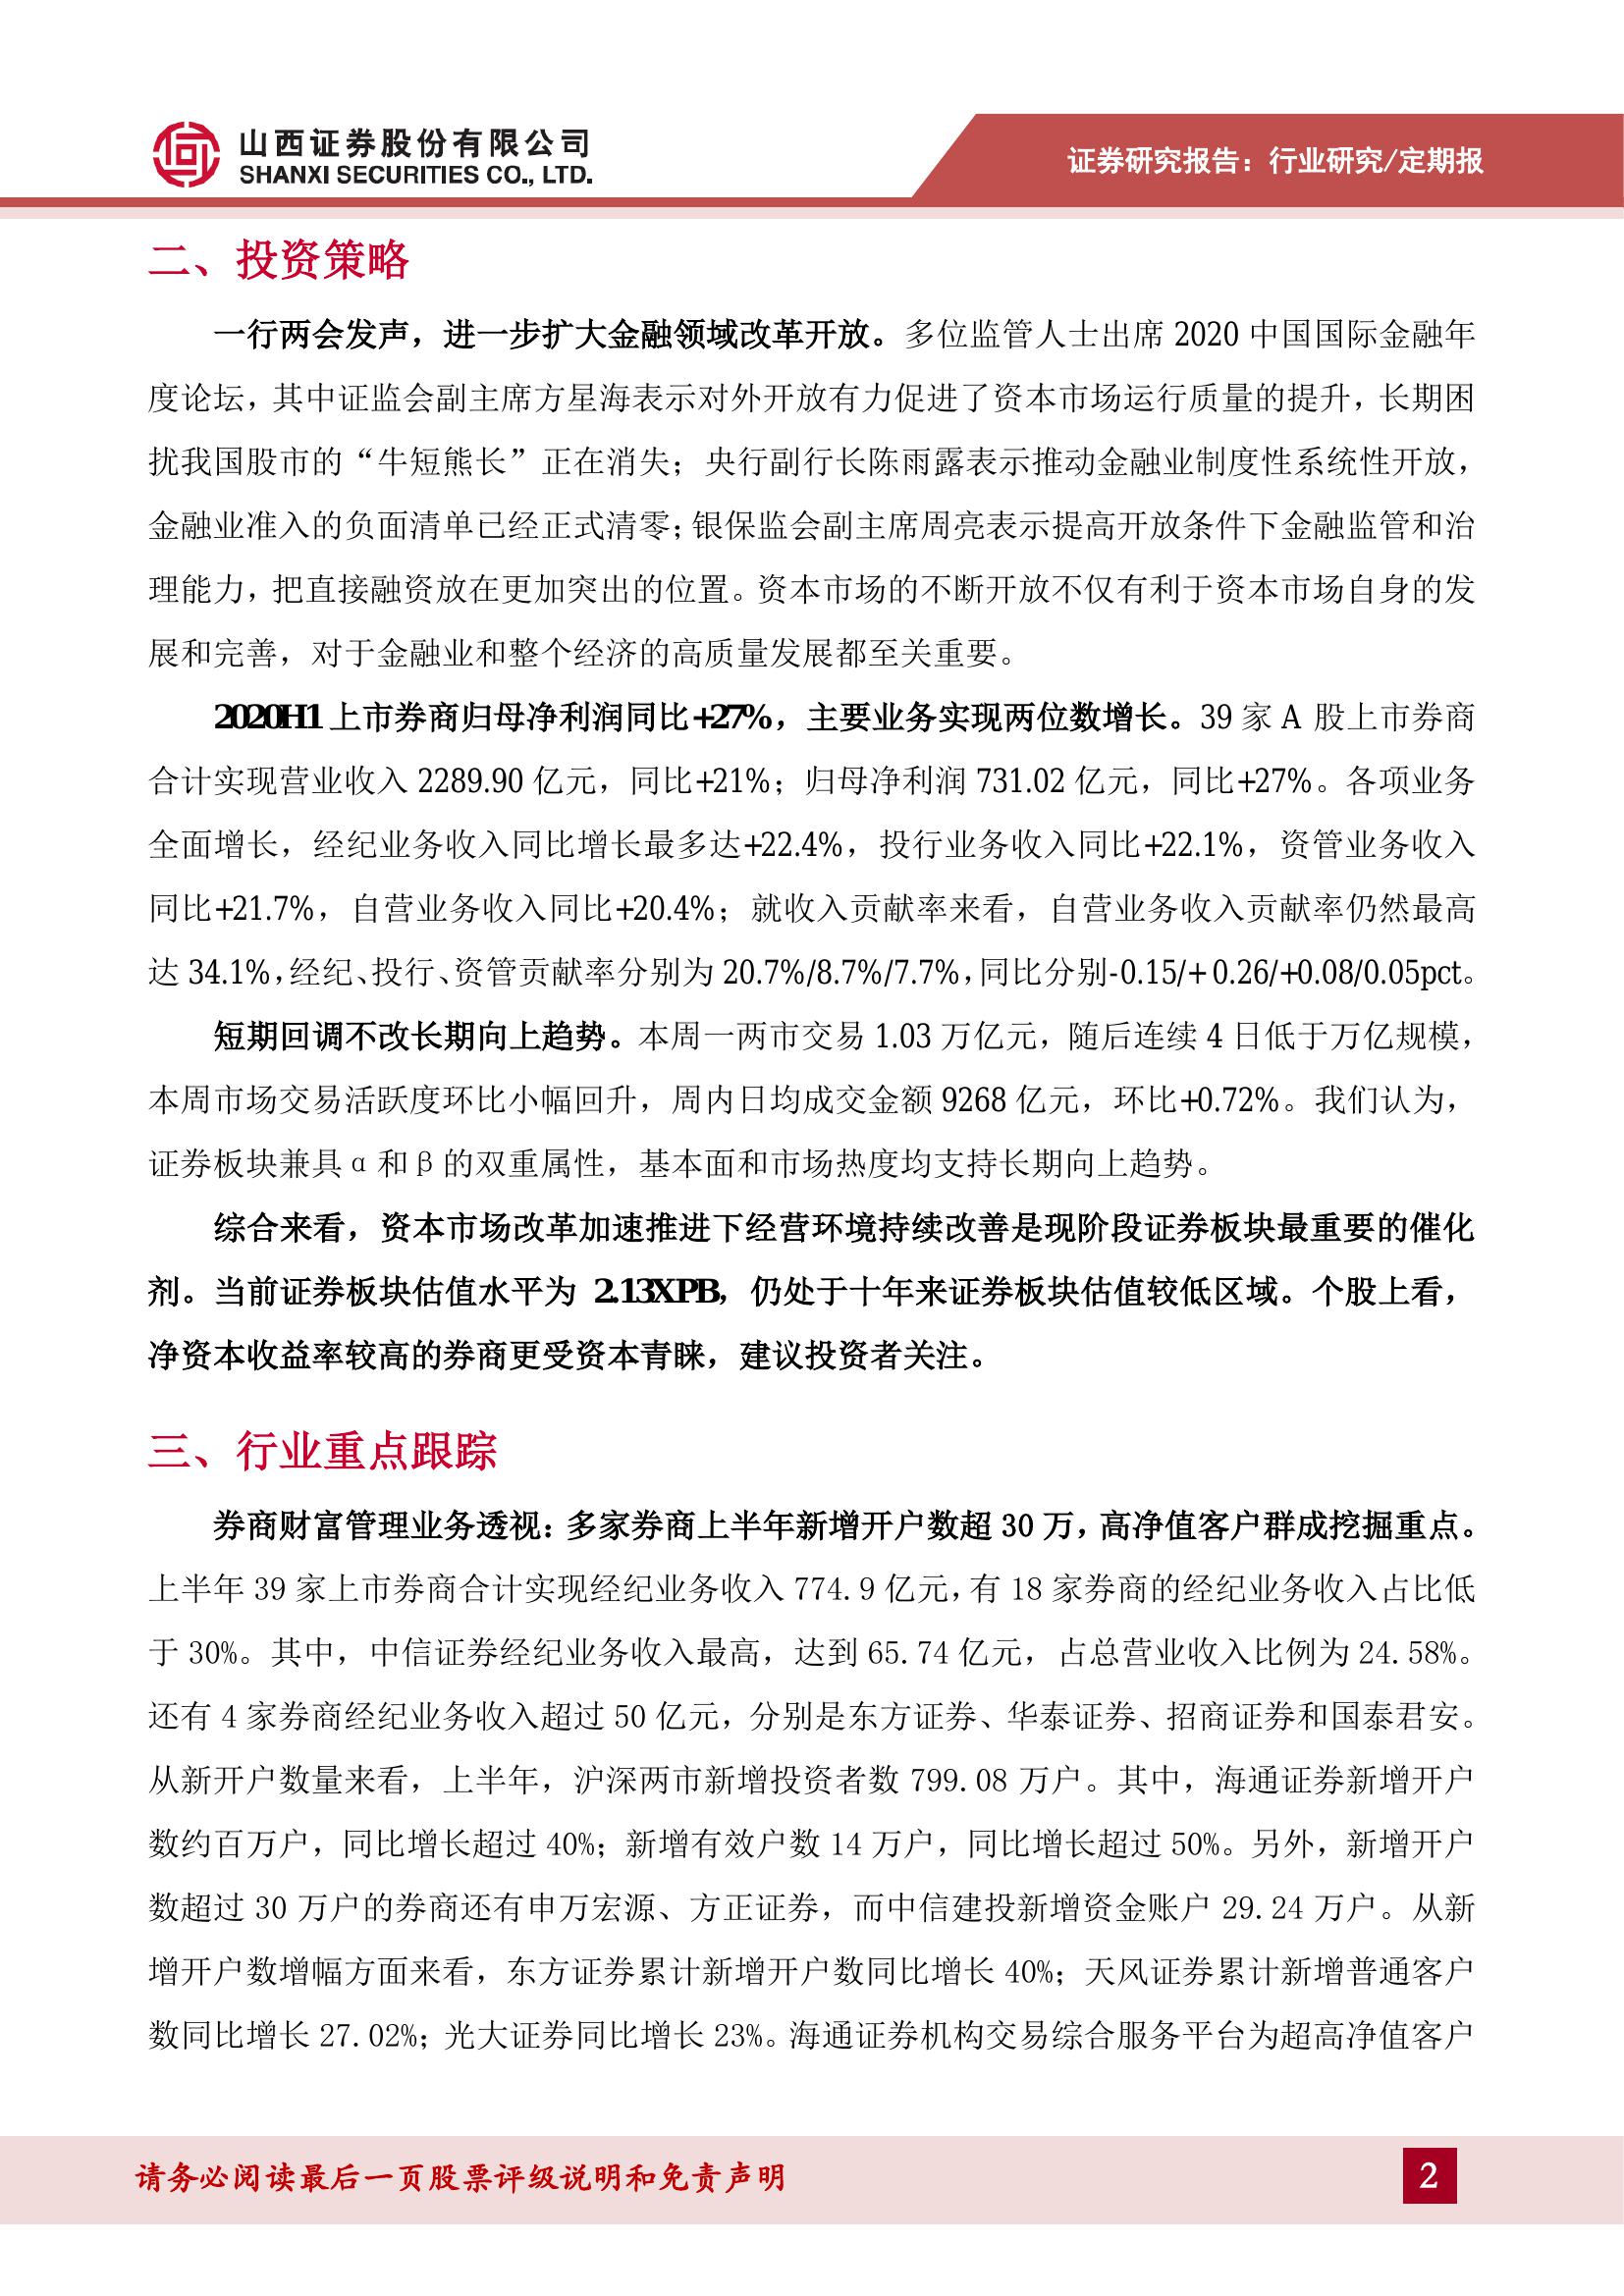 山西证券股份有限公司
SHANXI SECURITIES CO., LTD.
证券研究报告：行业研究/定期报
二、投资策略
一行两会发声，进一步扩大金融领域改革开放。多位监管人士出席 2020 中国国际金融年
度论坛，其中证监会副主席方星海表示对外开放有力促进了资本市场运行质量的提升，长期困
扰我国股市的“牛短熊长”正在消失；央行副行长陈雨露表示推动金融业制度性系统性开放，
金融业准入的负面清单已经正式清零；银保监会副主席周亮表示提高开放条件下金融监管和治
理能力，把直接融资放在更加突出的位置。资本市场的不断开放不仅有利于资本市场自身的发
展和完善，对于金融业和整个经济的高质量发展都至关重要。
2020H1 上市券商归母净利润同比+27%，主要业务实现两位数增长。39 家 A 股上市券商
合计实现营业收入 2289.90 亿元，同比+21%；归母净利润 731.02 亿元，同比+27%。各项业务
全面增长，经纪业务收入同比增长最多达+22.4%，投行业务收入同比+22.1%，资管业务收入
同比+21.7%，自营业务收入同比+20.4%；就收入贡献率来看，自营业务收入贡献率仍然最高
达 34.1%，经纪、投行、资管贡献率分别为 20.7%/8.7%/7.7%，同比分别-0.15/+ 0.26/+0.08/0.05pct。
短期回调不改长期向上趋势。本周一两市交易 1.03 万亿元，随后连续 4 日低于万亿规模，
本周市场交易活跃度环比小幅回升，周内日均成交金额 9268 亿元，环比+0.72%。我们认为，
证券板块兼具 α 和 β 的双重属性，基本面和市场热度均支持长期向上趋势。
综合来看，资本市场改革加速推进下经营环境持续改善是现阶段证券板块最重要的催化
剂。当前证券板块估值水平为 2.13XPB，仍处于十年来证券板块估值较低区域。个股上看，
净资本收益率较高的券商更受资本青睐，建议投资者关注。
三、行业重点跟踪
券商财富管理业务透视：多家券商上半年新增开户数超 30 万，高净值客户群成挖掘重点。
上半年 39 家上市券商合计实现经纪业务收入 774.9 亿元，有 18 家券商的经纪业务收入占比低
于 30%。其中，中信证券经纪业务收入最高，达到 65.74 亿元，占总营业收入比例为 24.58%。
还有 4 家券商经纪业务收入超过 50 亿元，分别是东方证券、华泰证券、招商证券和国泰君安。
从新开户数量来看，上半年，沪深两市新增投资者数 799.08 万户。其中，海通证券新增开户
数约百万户，同比增长超过 40%；新增有效户数 14 万户，同比增长超过 50%。另外，新增开户
数超过 30 万户的券商还有申万宏源、方正证券，而中信建投新增资金账户 29.24 万户。从新
增开户数增幅方面来看，东方证券累计新增开户数同比增长 40%；天风证券累计新增普通客户
数同比增长 27.02%；光大证券同比增长 23%。海通证券机构交易综合服务平台为超高净值客户
请务必阅读最后一页股票评级说明和免责声明
2